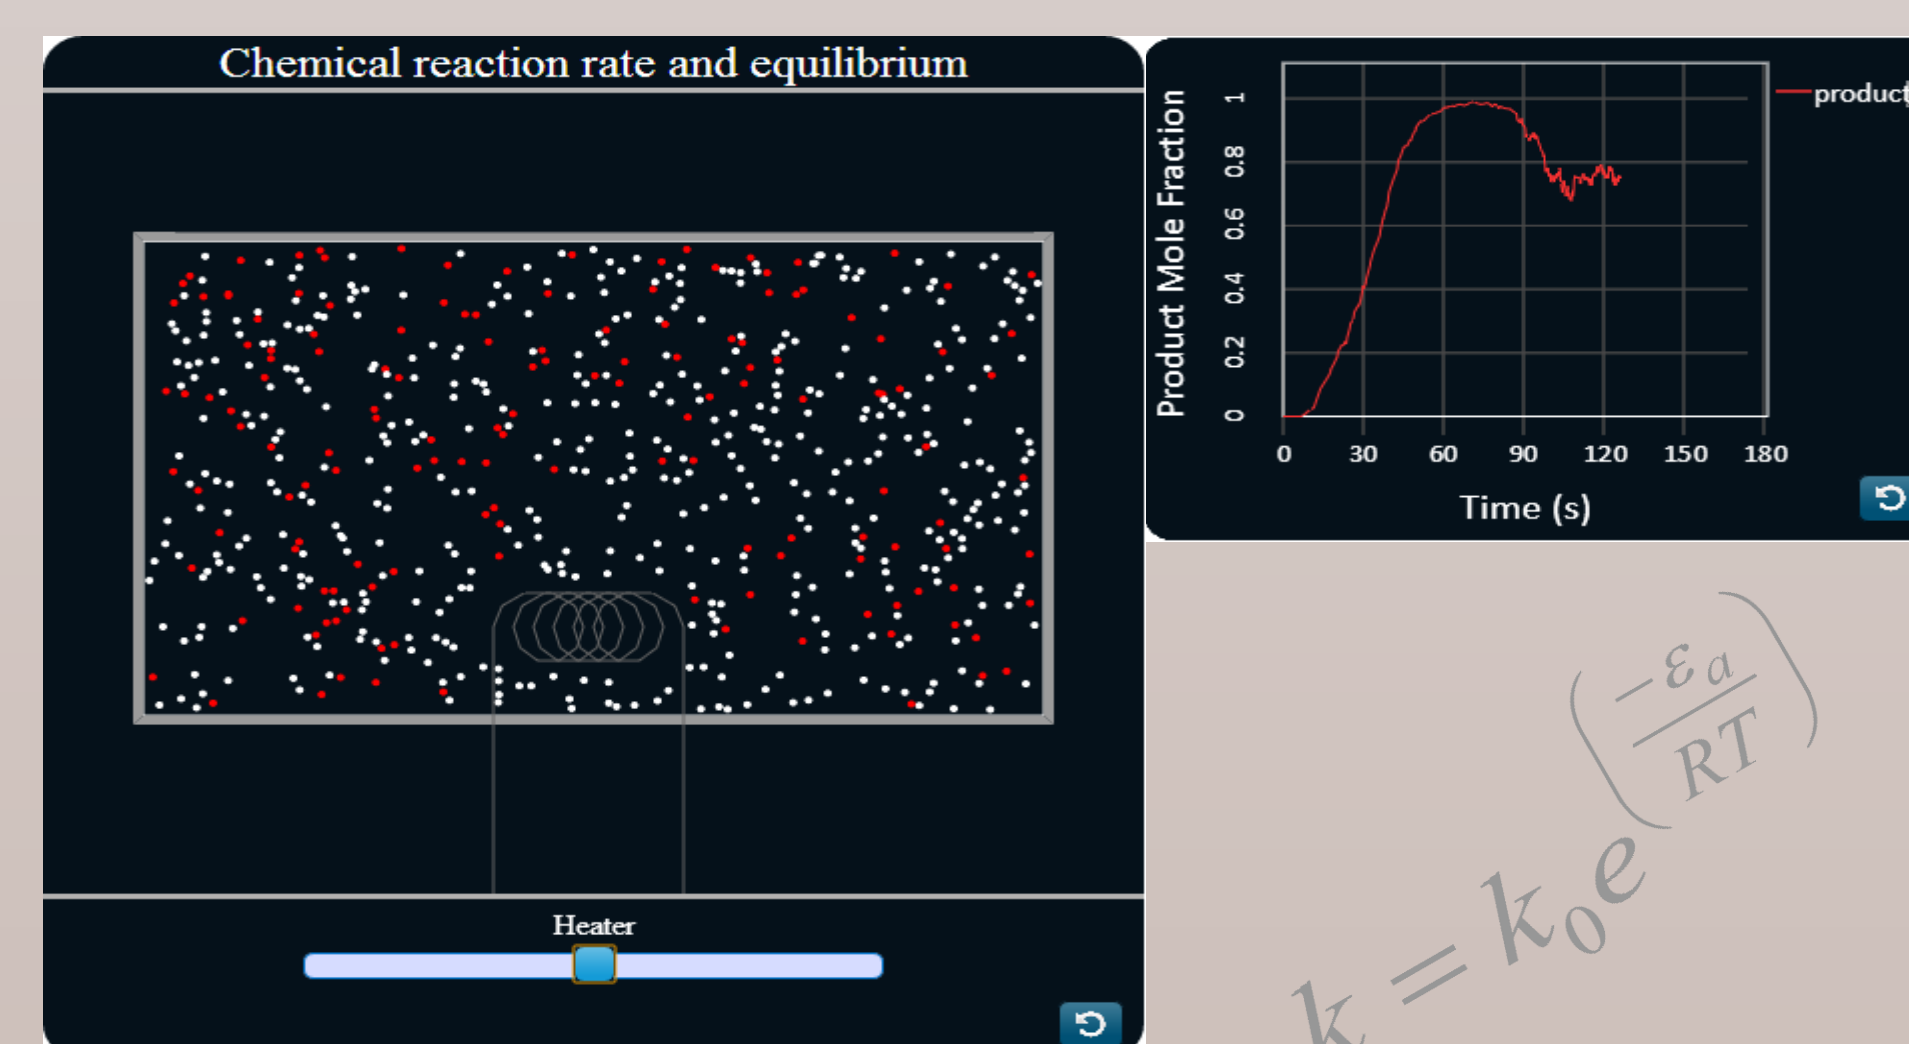 Chemical reaction rate and equilibrium
Heater
Product Mole Fraction
1
0.8
0.6
0.4
0.2
0
0 30 60 90 120 150 180
Time (s)
product
k = k₀e^(−εₐ/RT)